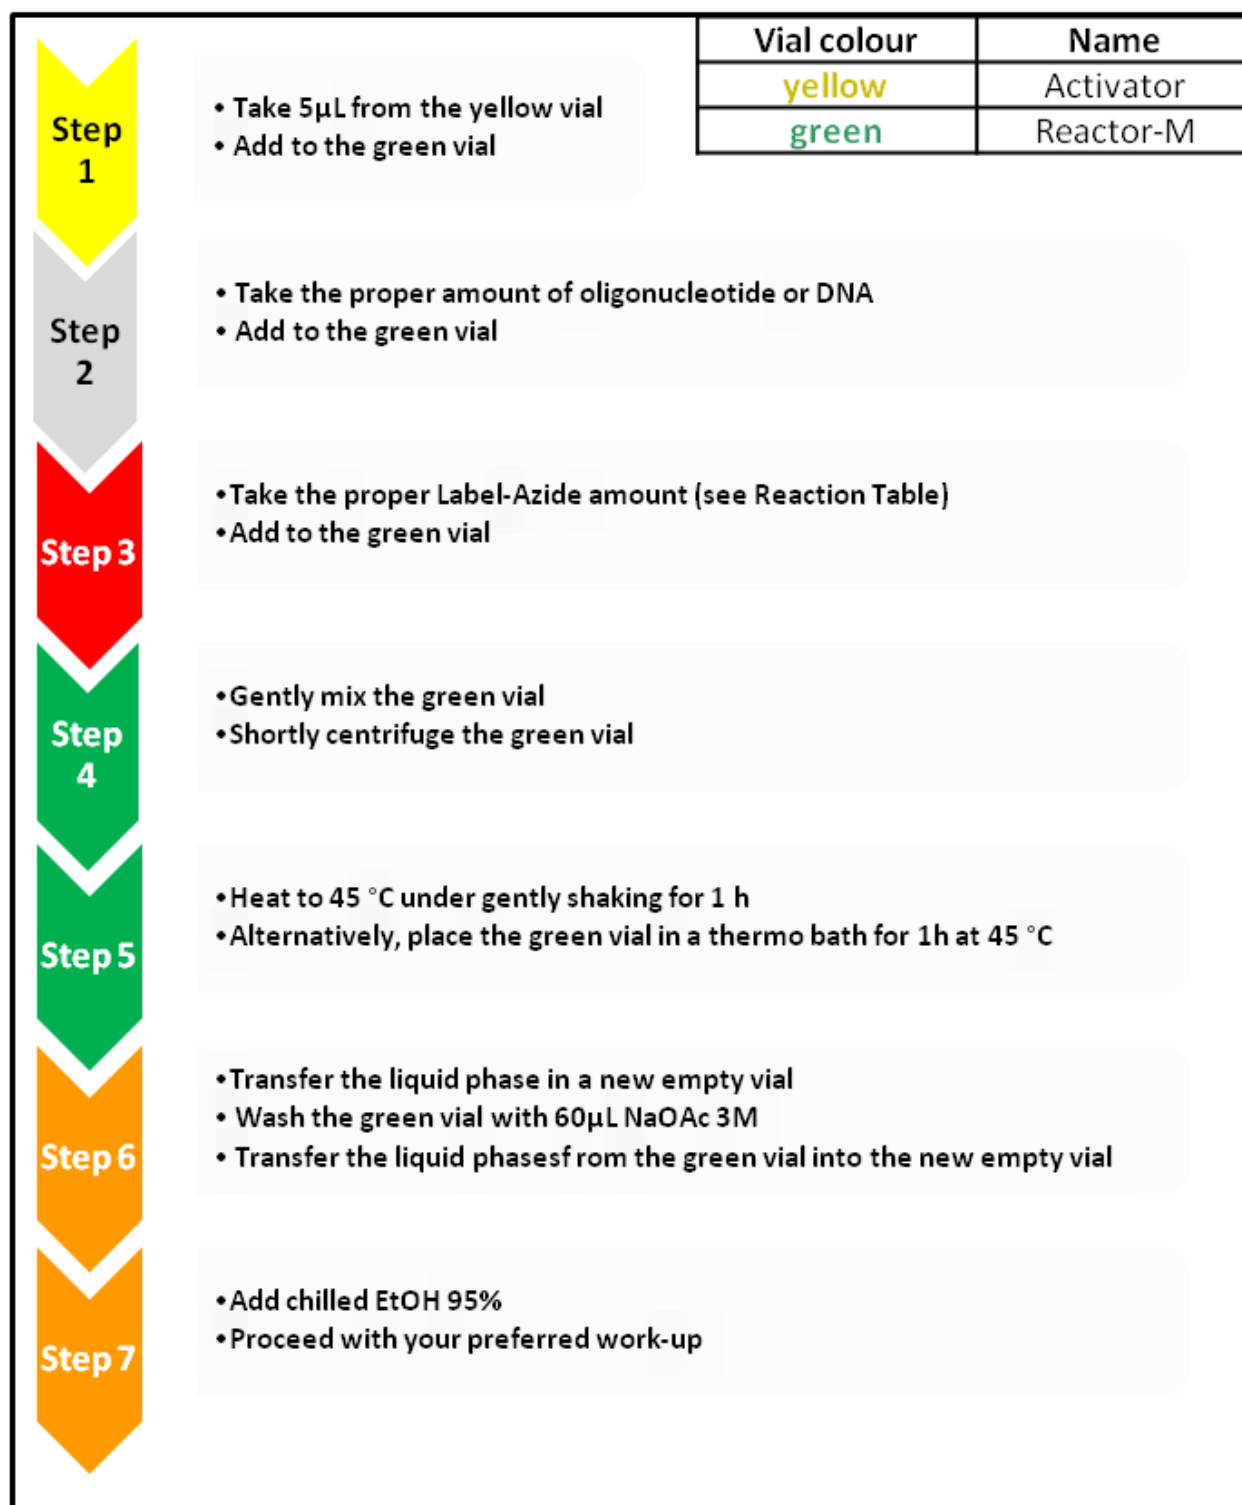 Vial colour Name
yellow Activator
green Reactor-M
Step
1
• Take 5µL from the yellow vial
• Add to the green vial
Step
2
• Take the proper amount of oligonucleotide or DNA
• Add to the green vial
Step 3
•Take the proper Label-Azide amount (see Reaction Table)
•Add to the green vial
Step
4
•Gently mix the green vial
•Shortly centrifuge the green vial
Step 5
•Heat to 45 °C under gently shaking for 1 h
•Alternatively, place the green vial in a thermo bath for 1h at 45 °C
Step 6
•Transfer the liquid phase in a new empty vial
• Wash the green vial with 60µL NaOAc 3M
• Transfer the liquid phasesf rom the green vial into the new empty vial
Step 7
•Add chilled EtOH 95%
•Proceed with your preferred work-up